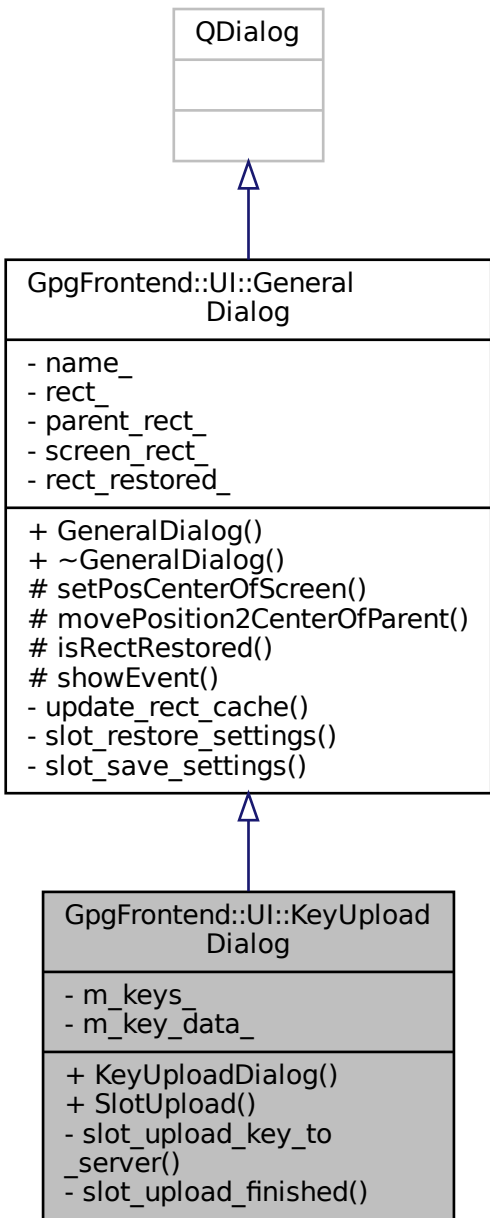 QDialog
GpgFrontend::UI::General
Dialog
- name_
- rect_
- parent_rect_
- screen_rect_
- rect_restored_
+ GeneralDialog()
+ ~GeneralDialog()
# setPosCenterOfScreen()
# movePosition2CenterOfParent()
# isRectRestored()
# showEvent()
- update_rect_cache()
- slot_restore_settings()
- slot_save_settings()
GpgFrontend::UI::KeyUpload
Dialog
- m_keys_
- m_key_data_
+ KeyUploadDialog()
+ SlotUpload()
- slot_upload_key_to
_server()
- slot_upload_finished()